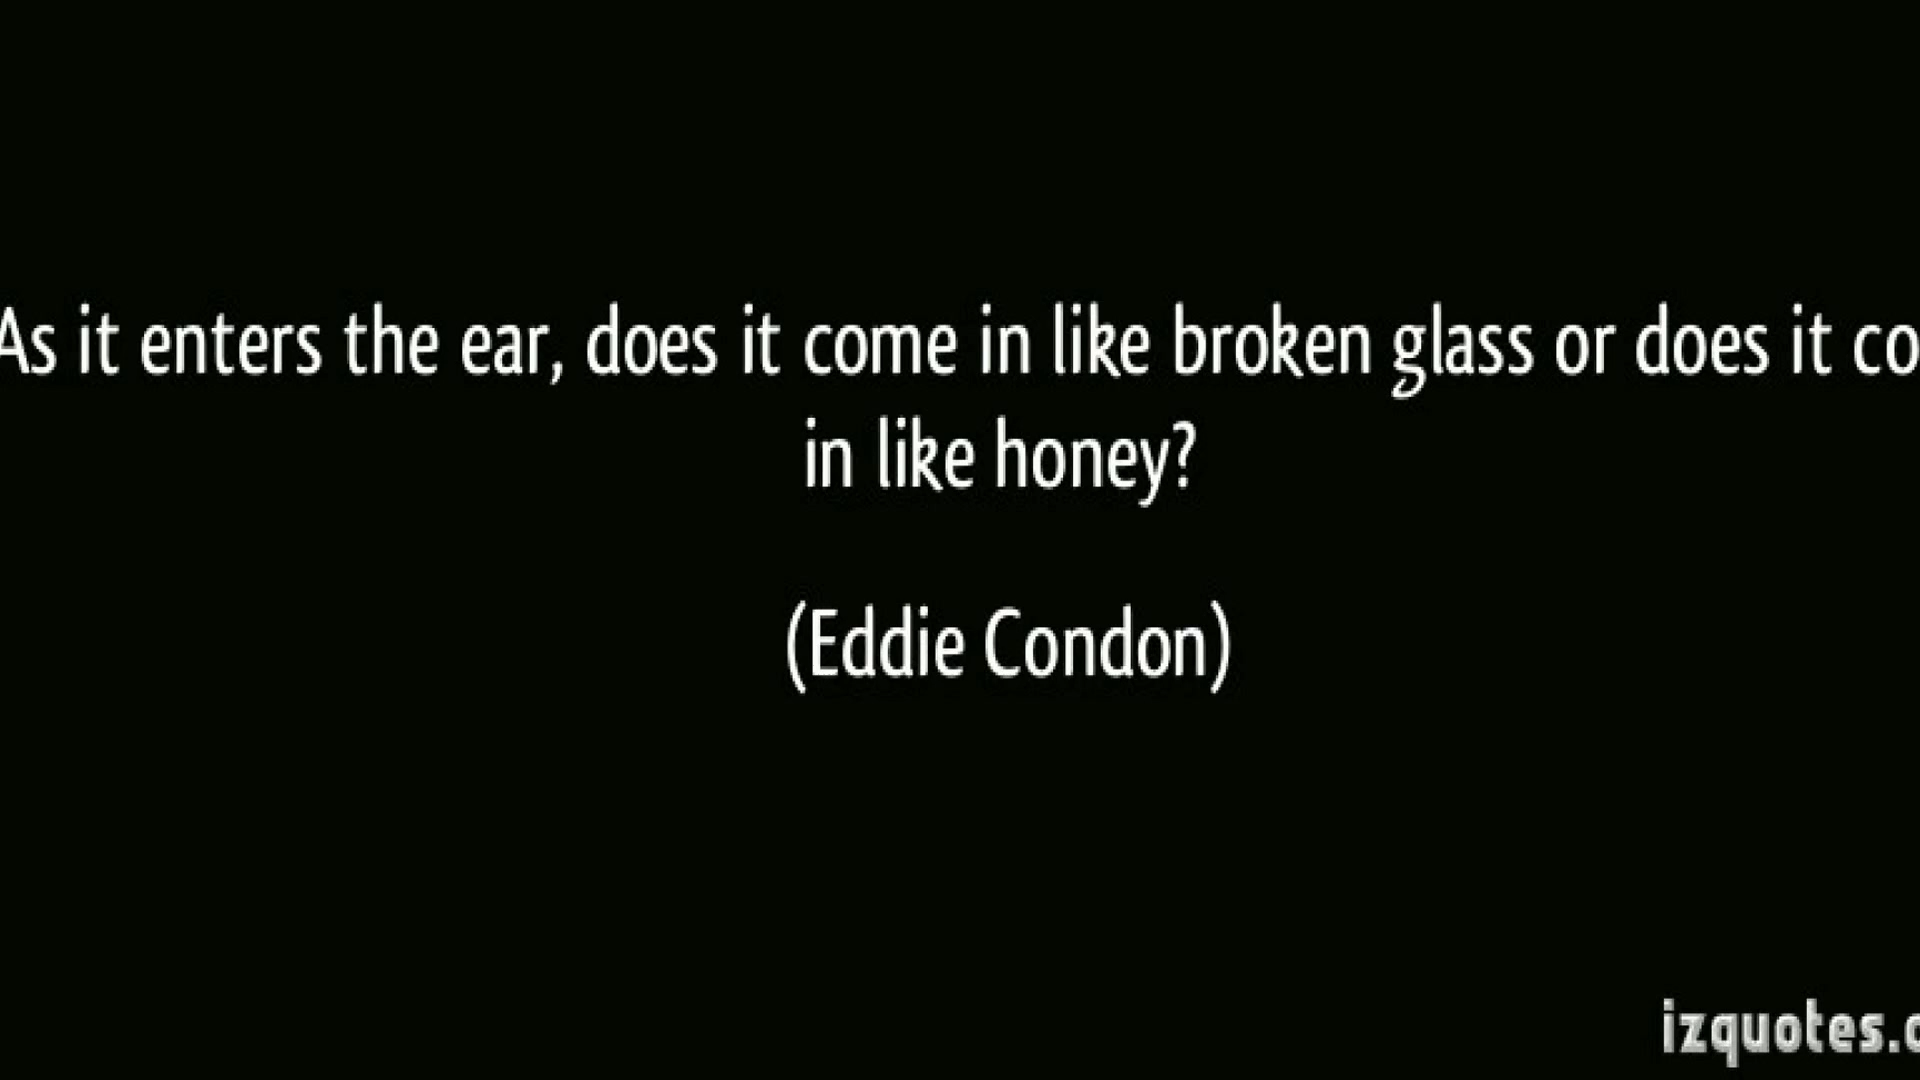 As it enters the ear, does it come in like broken glass or does it co
in like honey?
(Eddie Condon)
izquotes.